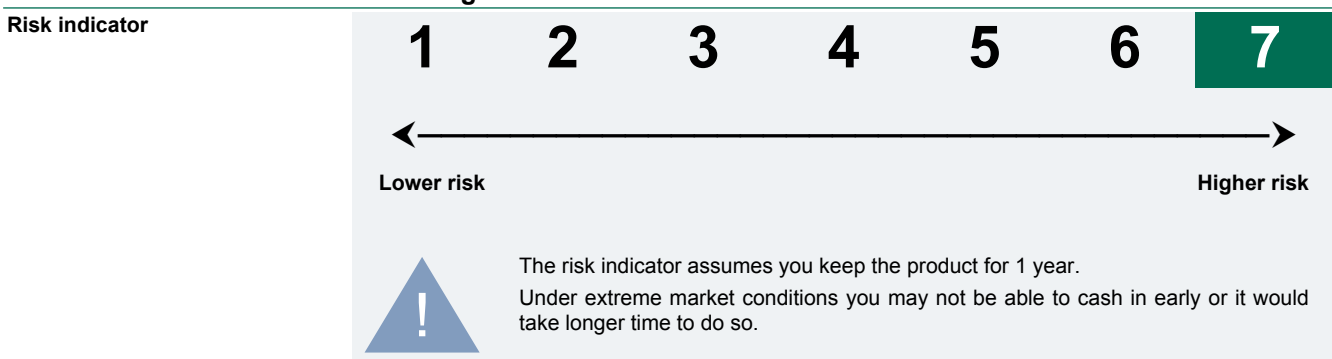 Risk indicator
1 2 3 4 5 6 7
Lower risk Higher risk
! The risk indicator assumes you keep the product for 1 year.
Under extreme market conditions you may not be able to cash in early or it would
take longer time to do so.